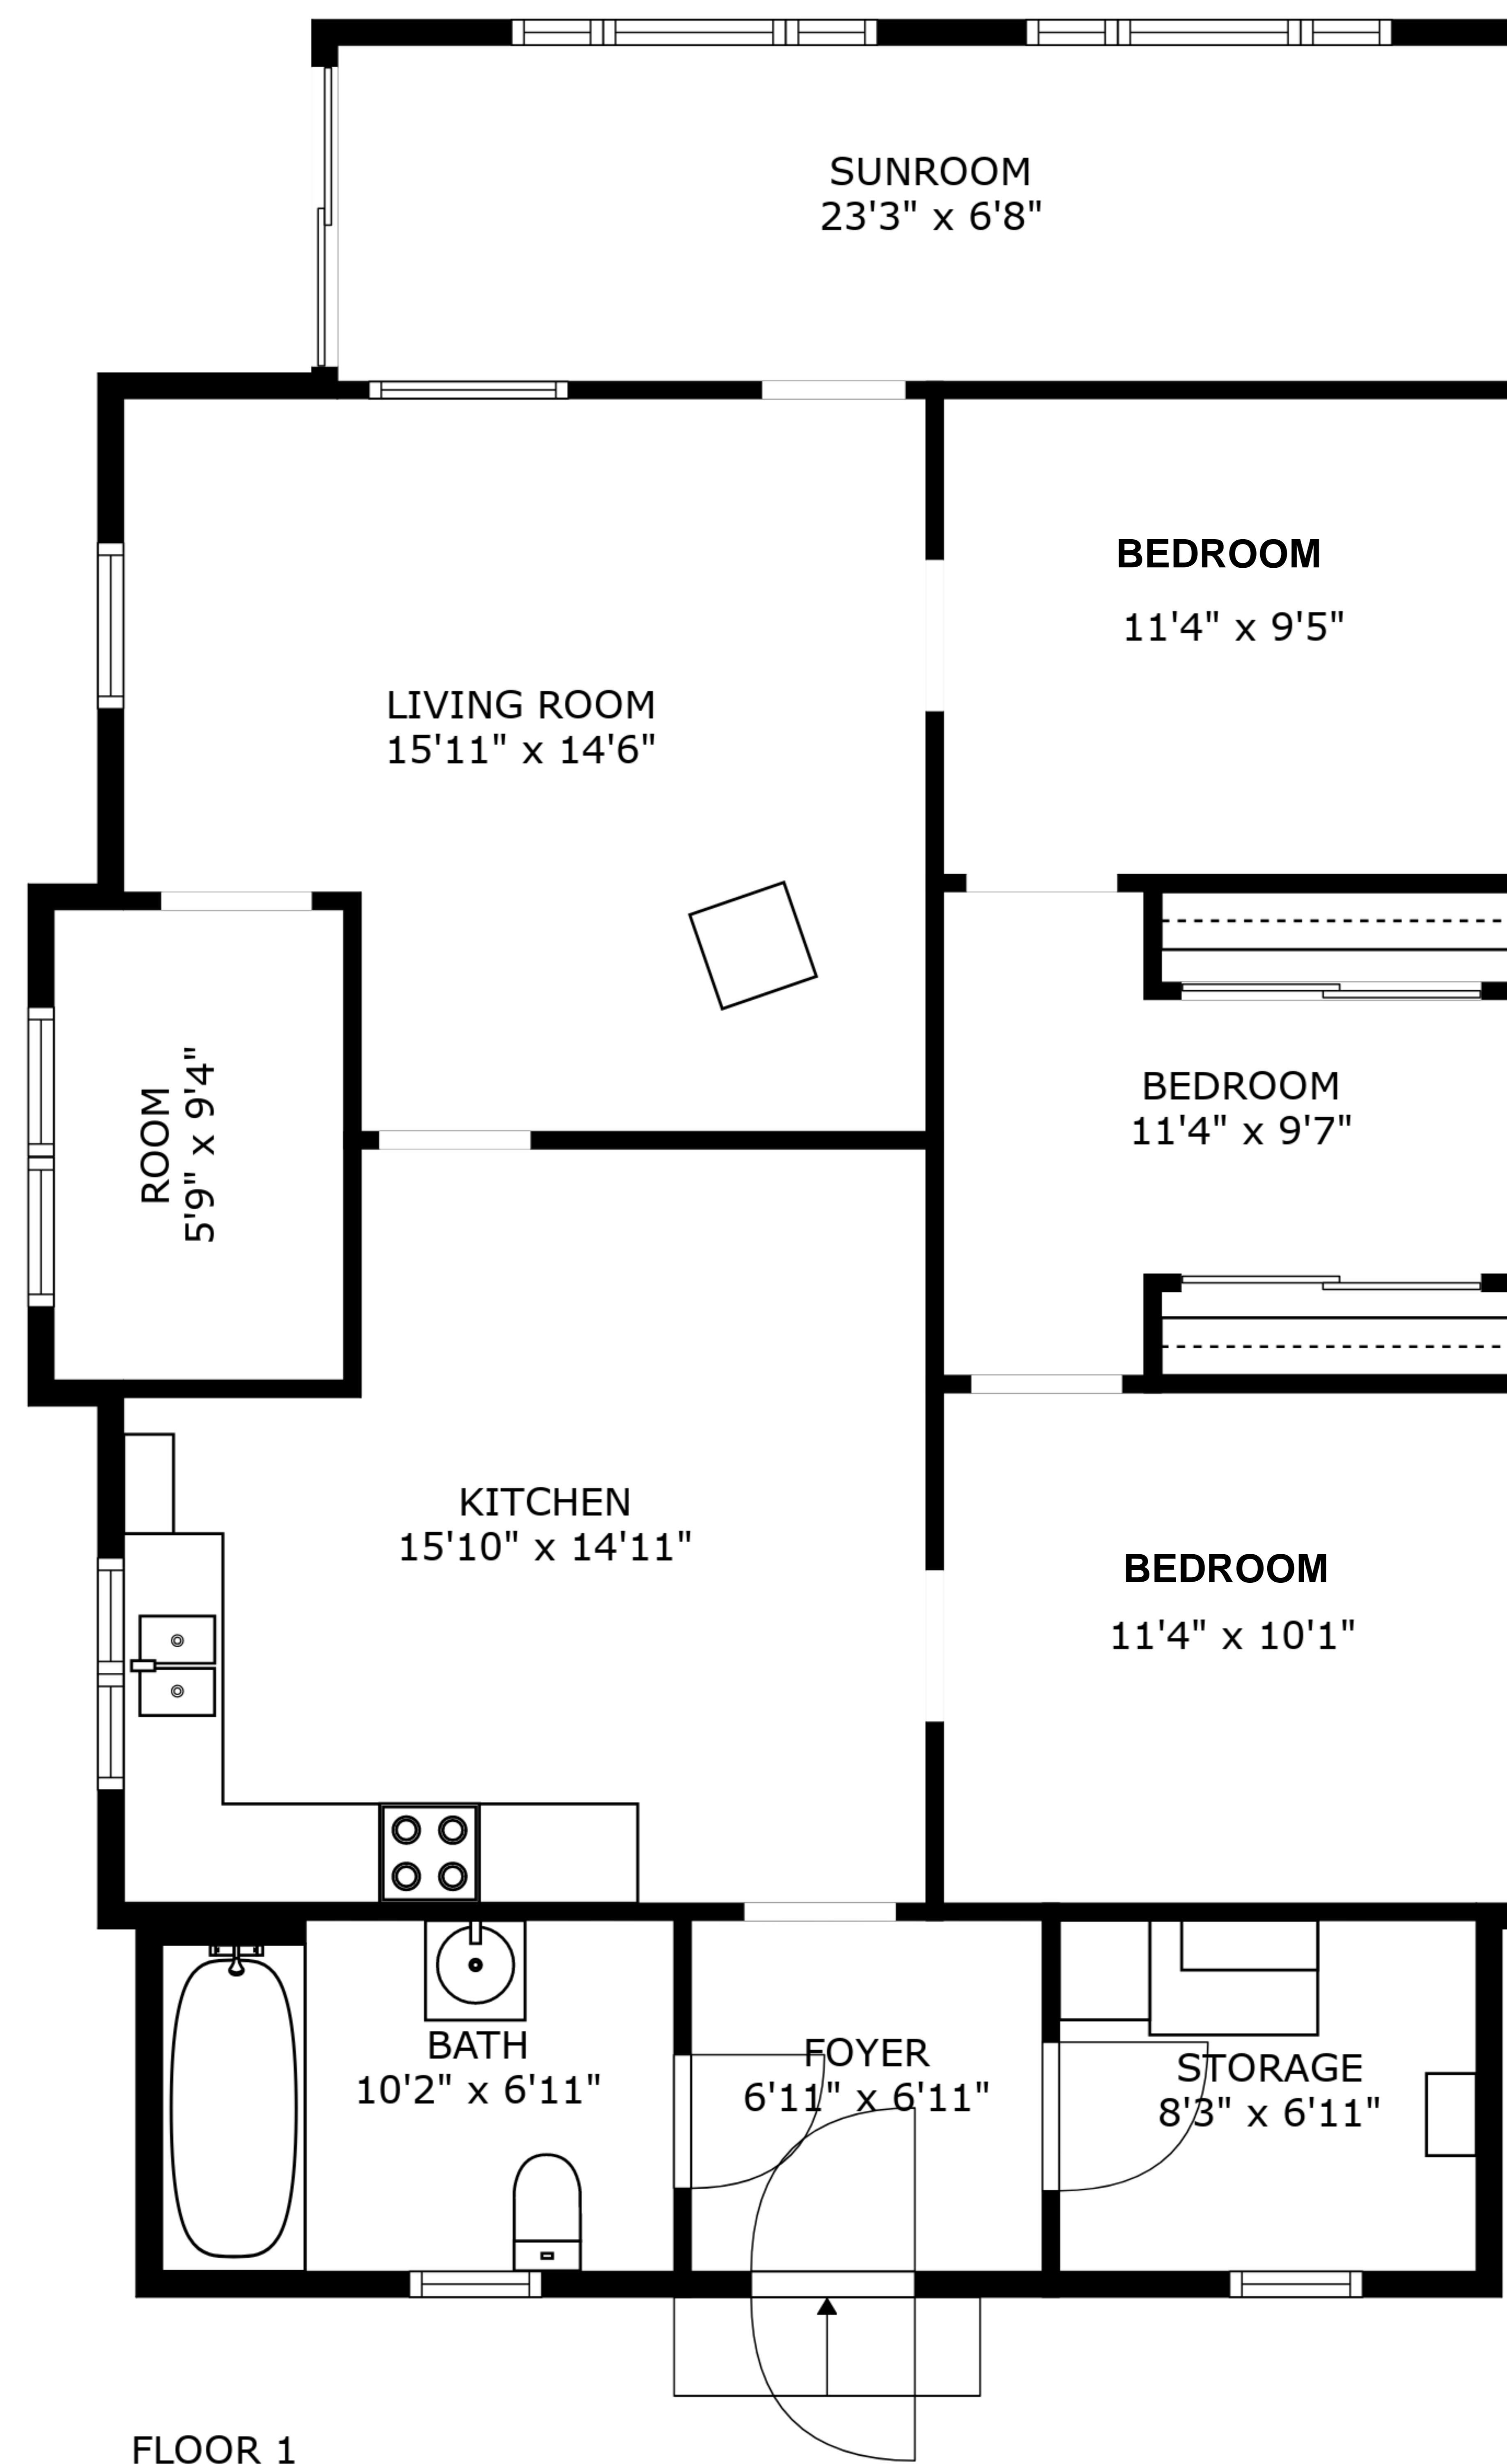 SUNROOM
23'3" x 6'8"
BEDROOM
11'4" x 9'5"
LIVING ROOM
15'11" x 14'6"
ROOM
5'9" x 9'4"
BEDROOM
11'4" x 9'7"
KITCHEN
15'10" x 14'11"
BEDROOM
11'4" x 10'1"
BATH
10'2" x 6'11"
FOYER
6'11" x 6'11"
STORAGE
8'3" x 6'11"
FLOOR 1